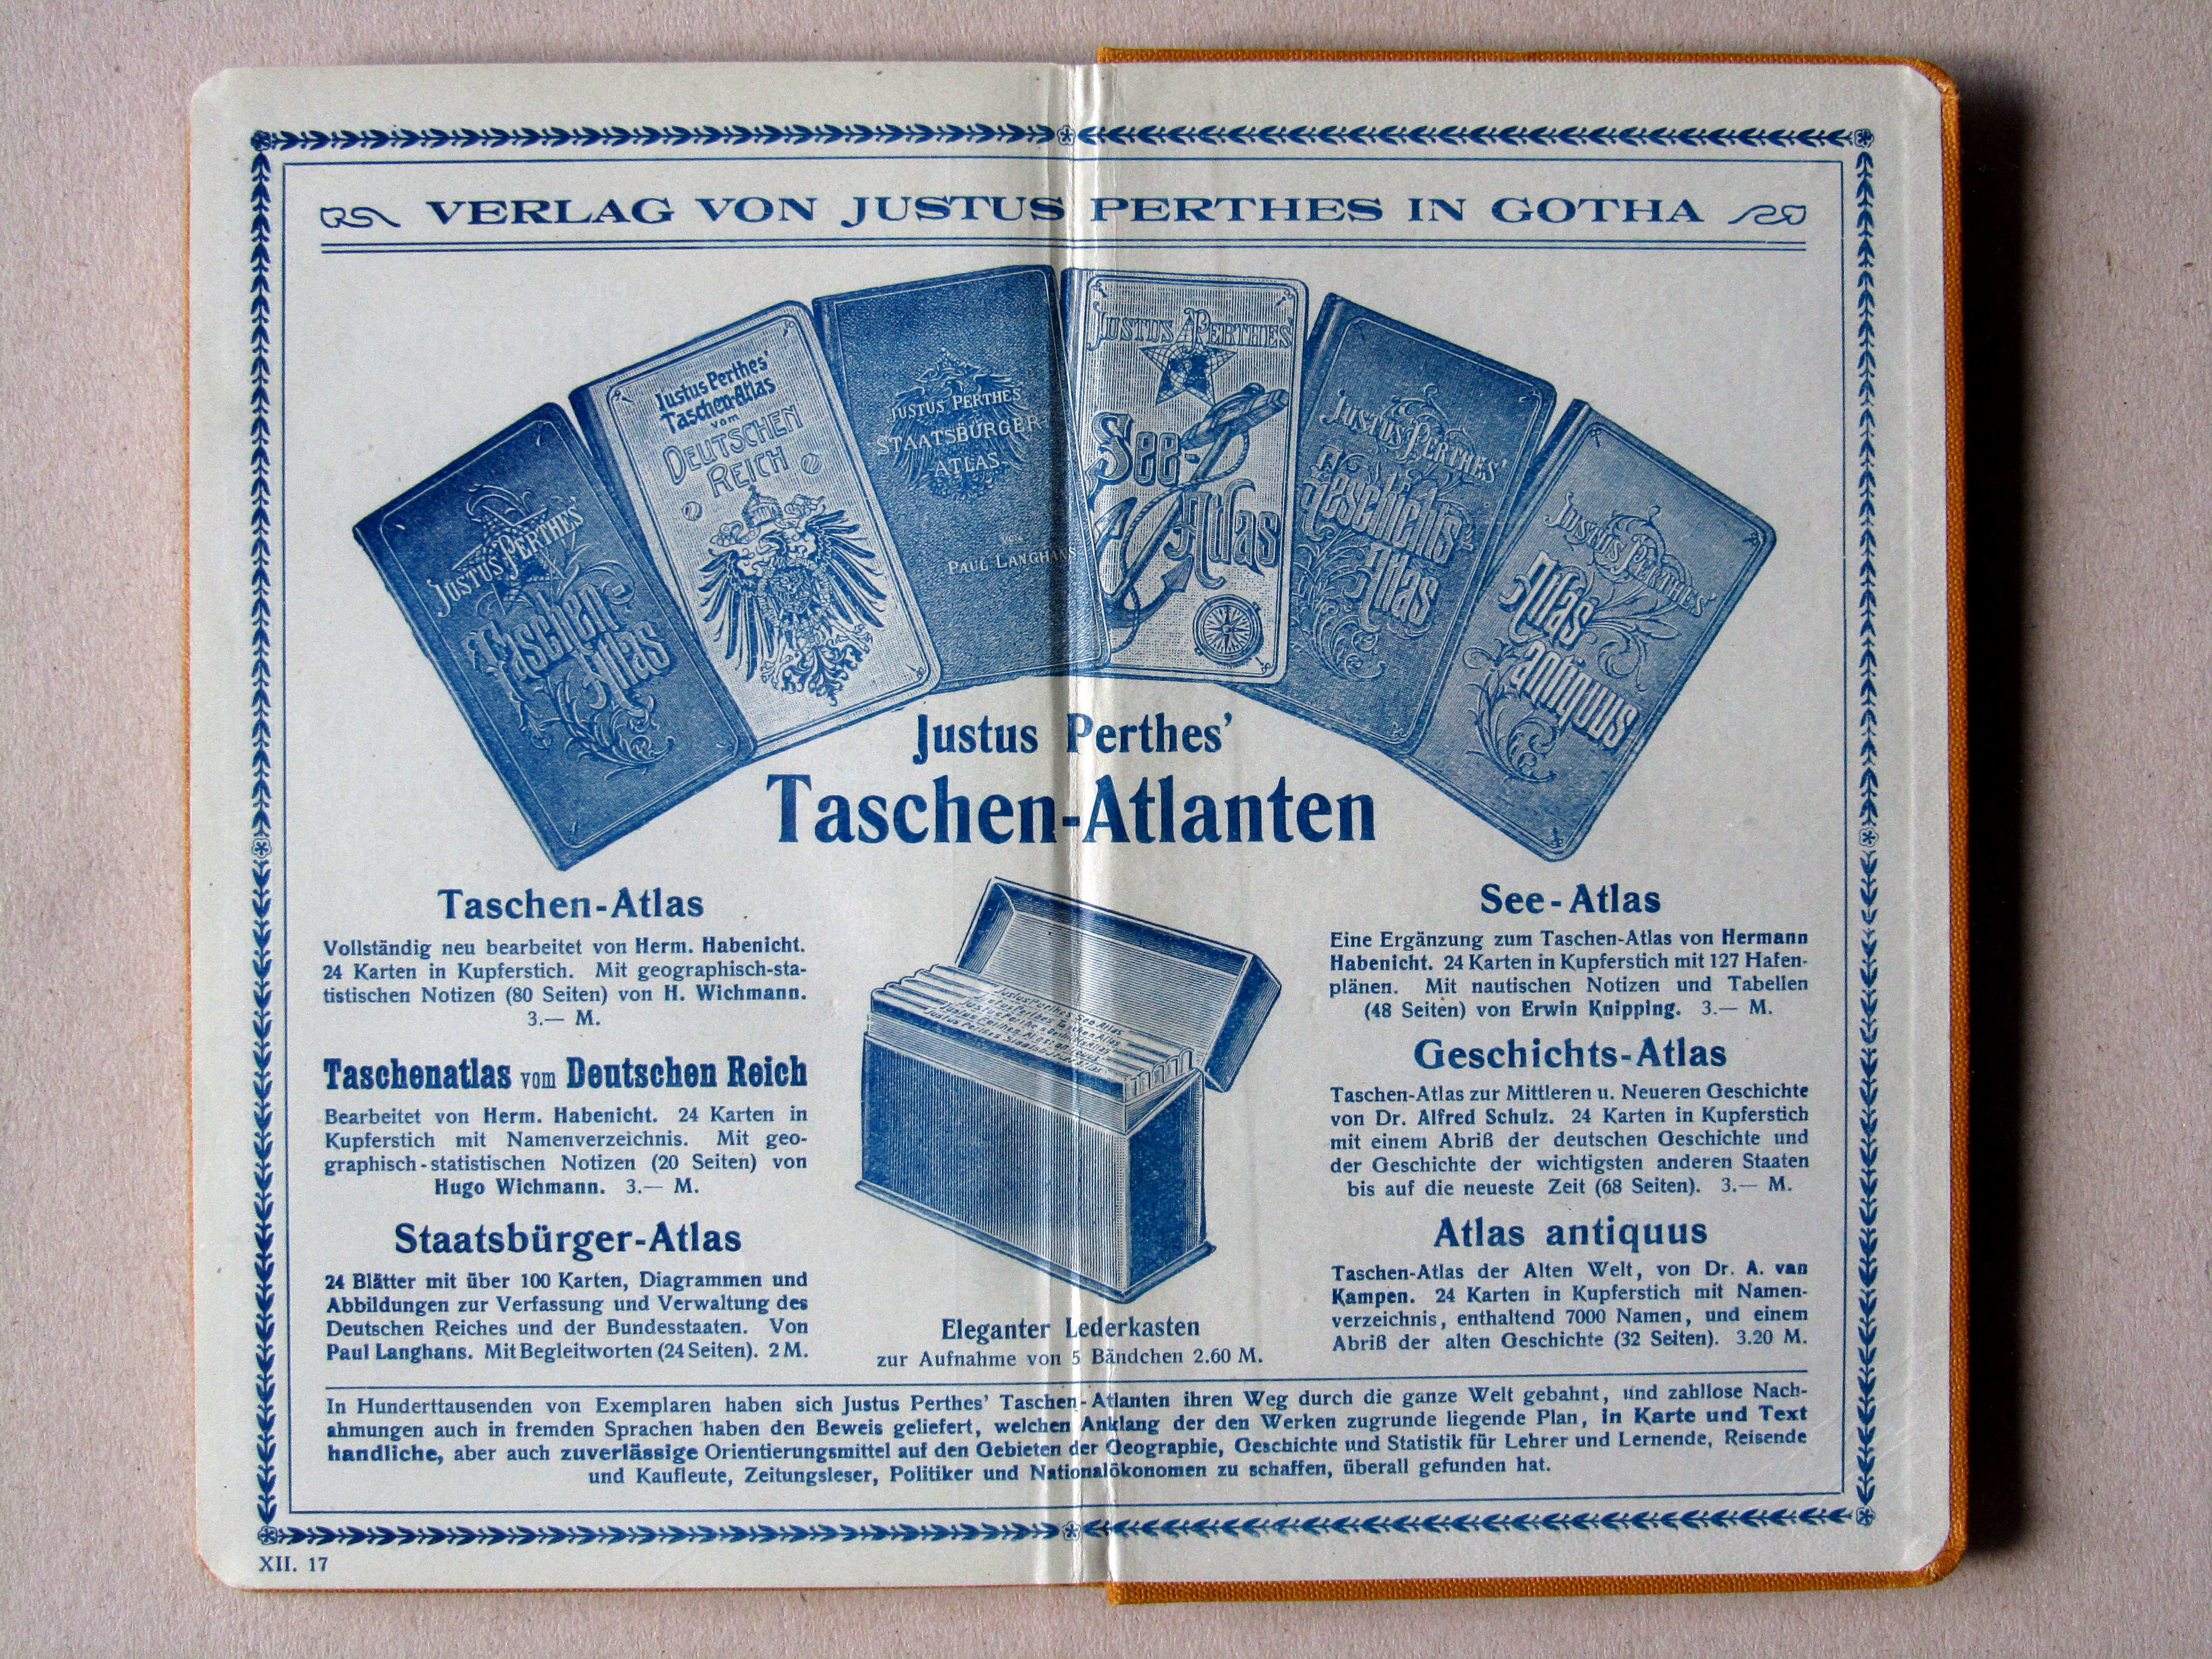 VERLAG VON JUSTUS PERTHES IN GOTHA
JUSTUS PERTHES'
Taschen-
Atlas
Justus Perthes'
Taschen-Atlas
vom
DEUTSCHEN
REICH
JUSTUS PERTHES'
STAATSBÜRGER-
ATLAS
VON
PAUL LANGHANS
JUSTUS PERTHES'
See-
Atlas
JUSTUS PERTHES'
Geschichts-
Atlas
JUSTUS PERTHES'
Atlas
antiquus
Justus Perthes'
Taschen-Atlanten
Taschen-Atlas
Vollständig neu bearbeitet von Herm. Habenicht.
24 Karten in Kupferstich. Mit geographisch-sta-
tistischen Notizen (80 Seiten) von H. Wichmann.
3.— M.
Taschenatlas vom Deutschen Reich
Bearbeitet von Herm. Habenicht. 24 Karten in
Kupferstich mit Namenverzeichnis. Mit geo-
graphisch-statistischen Notizen (20 Seiten) von
Hugo Wichmann. 3.— M.
Staatsbürger-Atlas
24 Blätter mit über 100 Karten, Diagrammen und
Abbildungen zur Verfassung und Verwaltung des
Deutschen Reiches und der Bundesstaaten. Von
Paul Langhans. Mit Begleitworten (24 Seiten). 2 M.
Justus Perthes' See-Atlas
Justus Perthes' Staatsbürger-Atlas
Eleganter Lederkasten
zur Aufnahme von 5 Bändchen 2.60 M.
See-Atlas
Eine Ergänzung zum Taschen-Atlas von Hermann
Habenicht. 24 Karten in Kupferstich mit 127 Hafen-
plänen. Mit nautischen Notizen und Tabellen
(48 Seiten) von Erwin Knipping. 3.— M.
Geschichts-Atlas
Taschen-Atlas zur Mittleren u. Neueren Geschichte
von Dr. Alfred Schulz. 24 Karten in Kupferstich
mit einem Abriß der deutschen Geschichte und
der Geschichte der wichtigsten anderen Staaten
bis auf die neueste Zeit (68 Seiten). 3.— M.
Atlas antiquus
Taschen-Atlas der Alten Welt, von Dr. A. van
Kampen. 24 Karten in Kupferstich mit Namen-
verzeichnis, enthaltend 7000 Namen, und einem
Abriß der alten Geschichte (32 Seiten). 3.20 M.
In Hunderttausenden von Exemplaren haben sich Justus Perthes' Taschen-Atlanten ihren Weg durch die ganze Welt gebahnt, und zahllose Nach-
ahmungen auch in fremden Sprachen haben den Beweis geliefert, welchen Anklang der den Werken zugrunde liegende Plan, in Karte und Text
handliche, aber auch zuverlässige Orientierungsmittel auf den Gebieten der Geographie, Geschichte und Statistik für Lehrer und Lernende, Reisende
und Kaufleute, Zeitungsleser, Politiker und Nationalökonomen zu schaffen, überall gefunden hat.
XII. 17